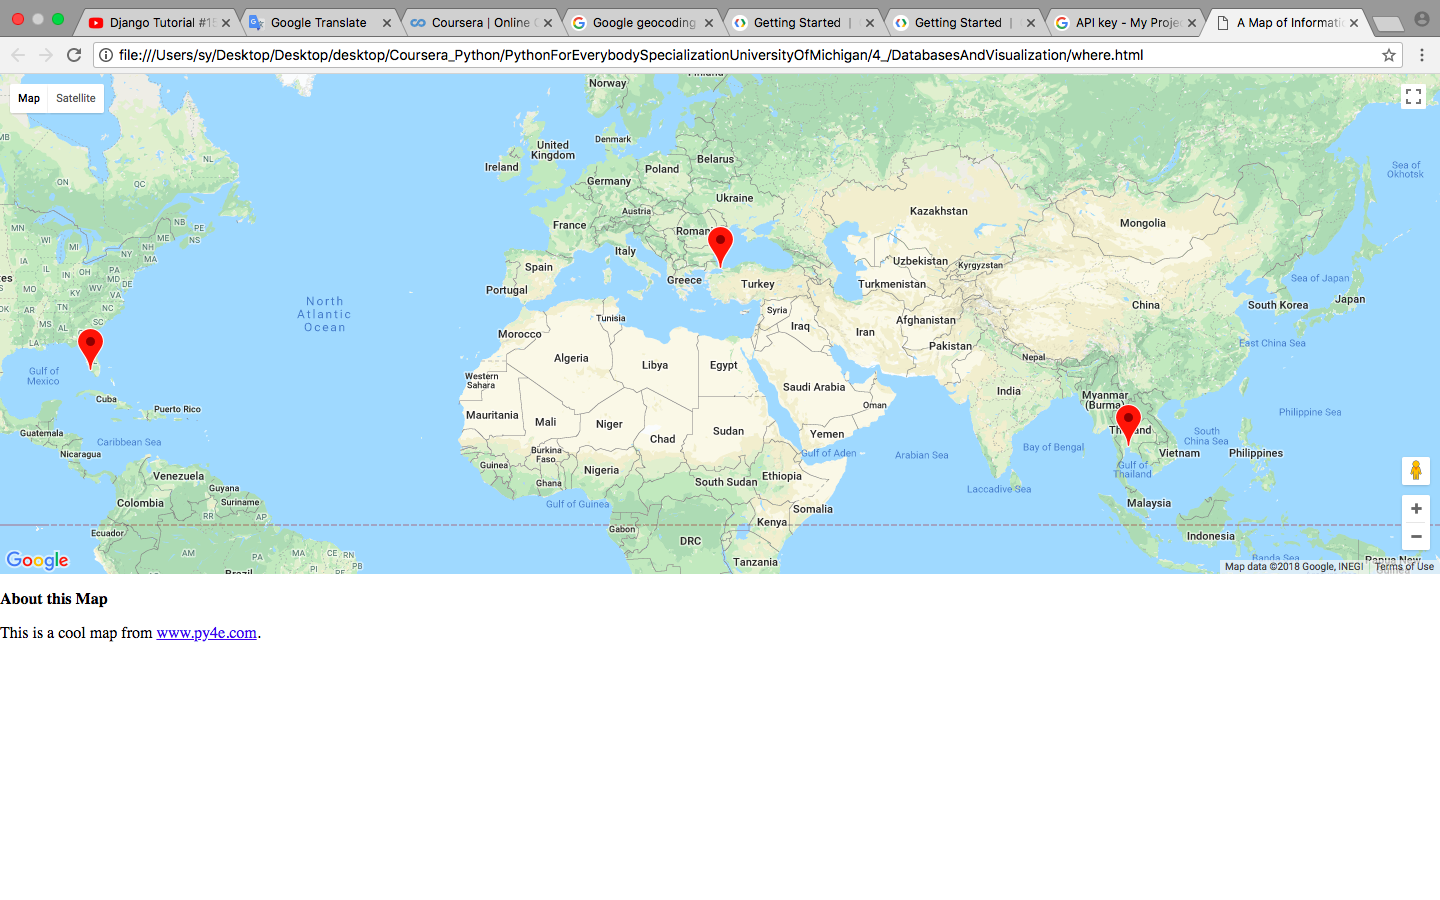 Django Tutorial #15
Google Translate
Coursera | Online C
Google geocoding
Getting Started |
Getting Started |
API key - My Projec
A Map of Informati
file:///Users/sy/Desktop/Desktop/desktop/Coursera_Python/PythonForEverybodySpecializationUniversityOfMichigan/4_/DatabasesAndVisualization/where.html
Map
Satellite
Norway
Denmark
United
Kingdom
Ireland
Belarus
Poland
Germany
Ukraine
Austria
France
Italy
Spain
Greece
Turkey
Portugal
Kazakhstan
Mongolia
Uzbekistan
Kyrgyzstan
Turkmenistan
China
South Korea
Japan
Sea of Japan
Sea of
Okhotsk
North
Atlantic
Ocean
Tunisia
Morocco
Syria
Iraq
Iran
Afghanistan
Pakistan
Nepal
East China Sea
Algeria
Libya
Egypt
Saudi Arabia
Oman
India
Myanmar
(Burma)
Western
Sahara
Mauritania
Mali
Niger
Chad
Sudan
Yemen
Gulf of Aden
Arabian Sea
Bay of Bengal
South
China Sea
Philippine Sea
Vietnam
Philippines
Gulf of
Thailand
Laccadive Sea
Burkina
Faso
Guinea
Ghana
Nigeria
South Sudan
Ethiopia
Somalia
Gulf of Guinea
Gabon
DRC
Kenya
Tanzania
Malaysia
Indonesia
Banda Sea
ON
QC
NL
NB
PE
NS
ME
MN
WI
MI
NY
NH
MA
IA
IL
IN
OH
PA
MD
MO
KY
WV
DE
VA
TN
NC
AR
MS
AL
SC
LA
Gulf of
Mexico
Cuba
Puerto Rico
Guatemala
Nicaragua
Caribbean Sea
Venezuela
Guyana
Suriname
Colombia
RR
AP
Ecuador
AM
PA
MA
CE
RN
PI
PB
Google
Map data ©2018 Google, INEGI
Terms of Use
About this Map
This is a cool map from www.py4e.com.